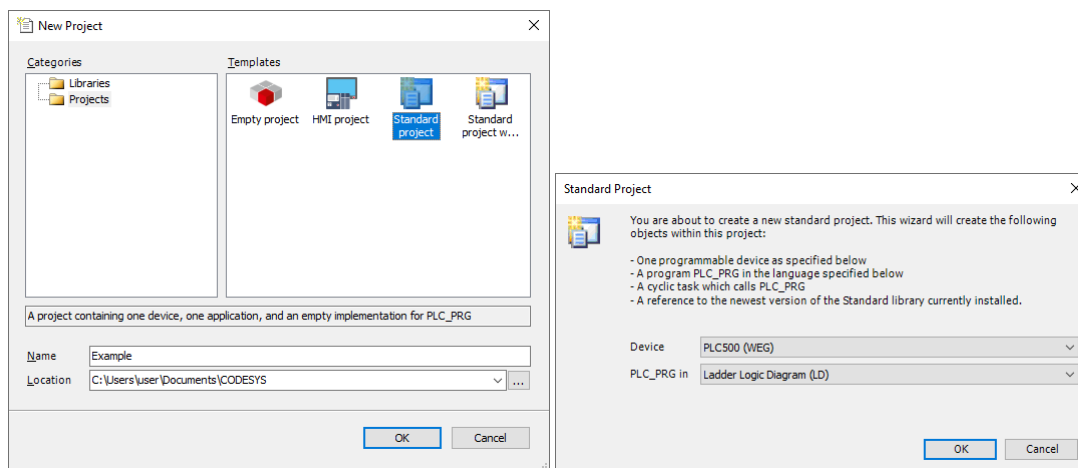 New Project
Categories
Templates
Libraries
Projects
Empty project
HMI project
Standard
project
Standard
project w...
A project containing one device, one application, and an empty implementation for PLC_PRG
Name
Example
Location
C:\Users\user\Documents\CODESYS
...
OK
Cancel
Standard Project
You are about to create a new standard project. This wizard will create the following
objects within this project:
- One programmable device as specified below
- A program PLC_PRG in the language specified below
- A cyclic task which calls PLC_PRG
- A reference to the newest version of the Standard library currently installed.
Device
PLC500 (WEG)
PLC_PRG in
Ladder Logic Diagram (LD)
OK
Cancel